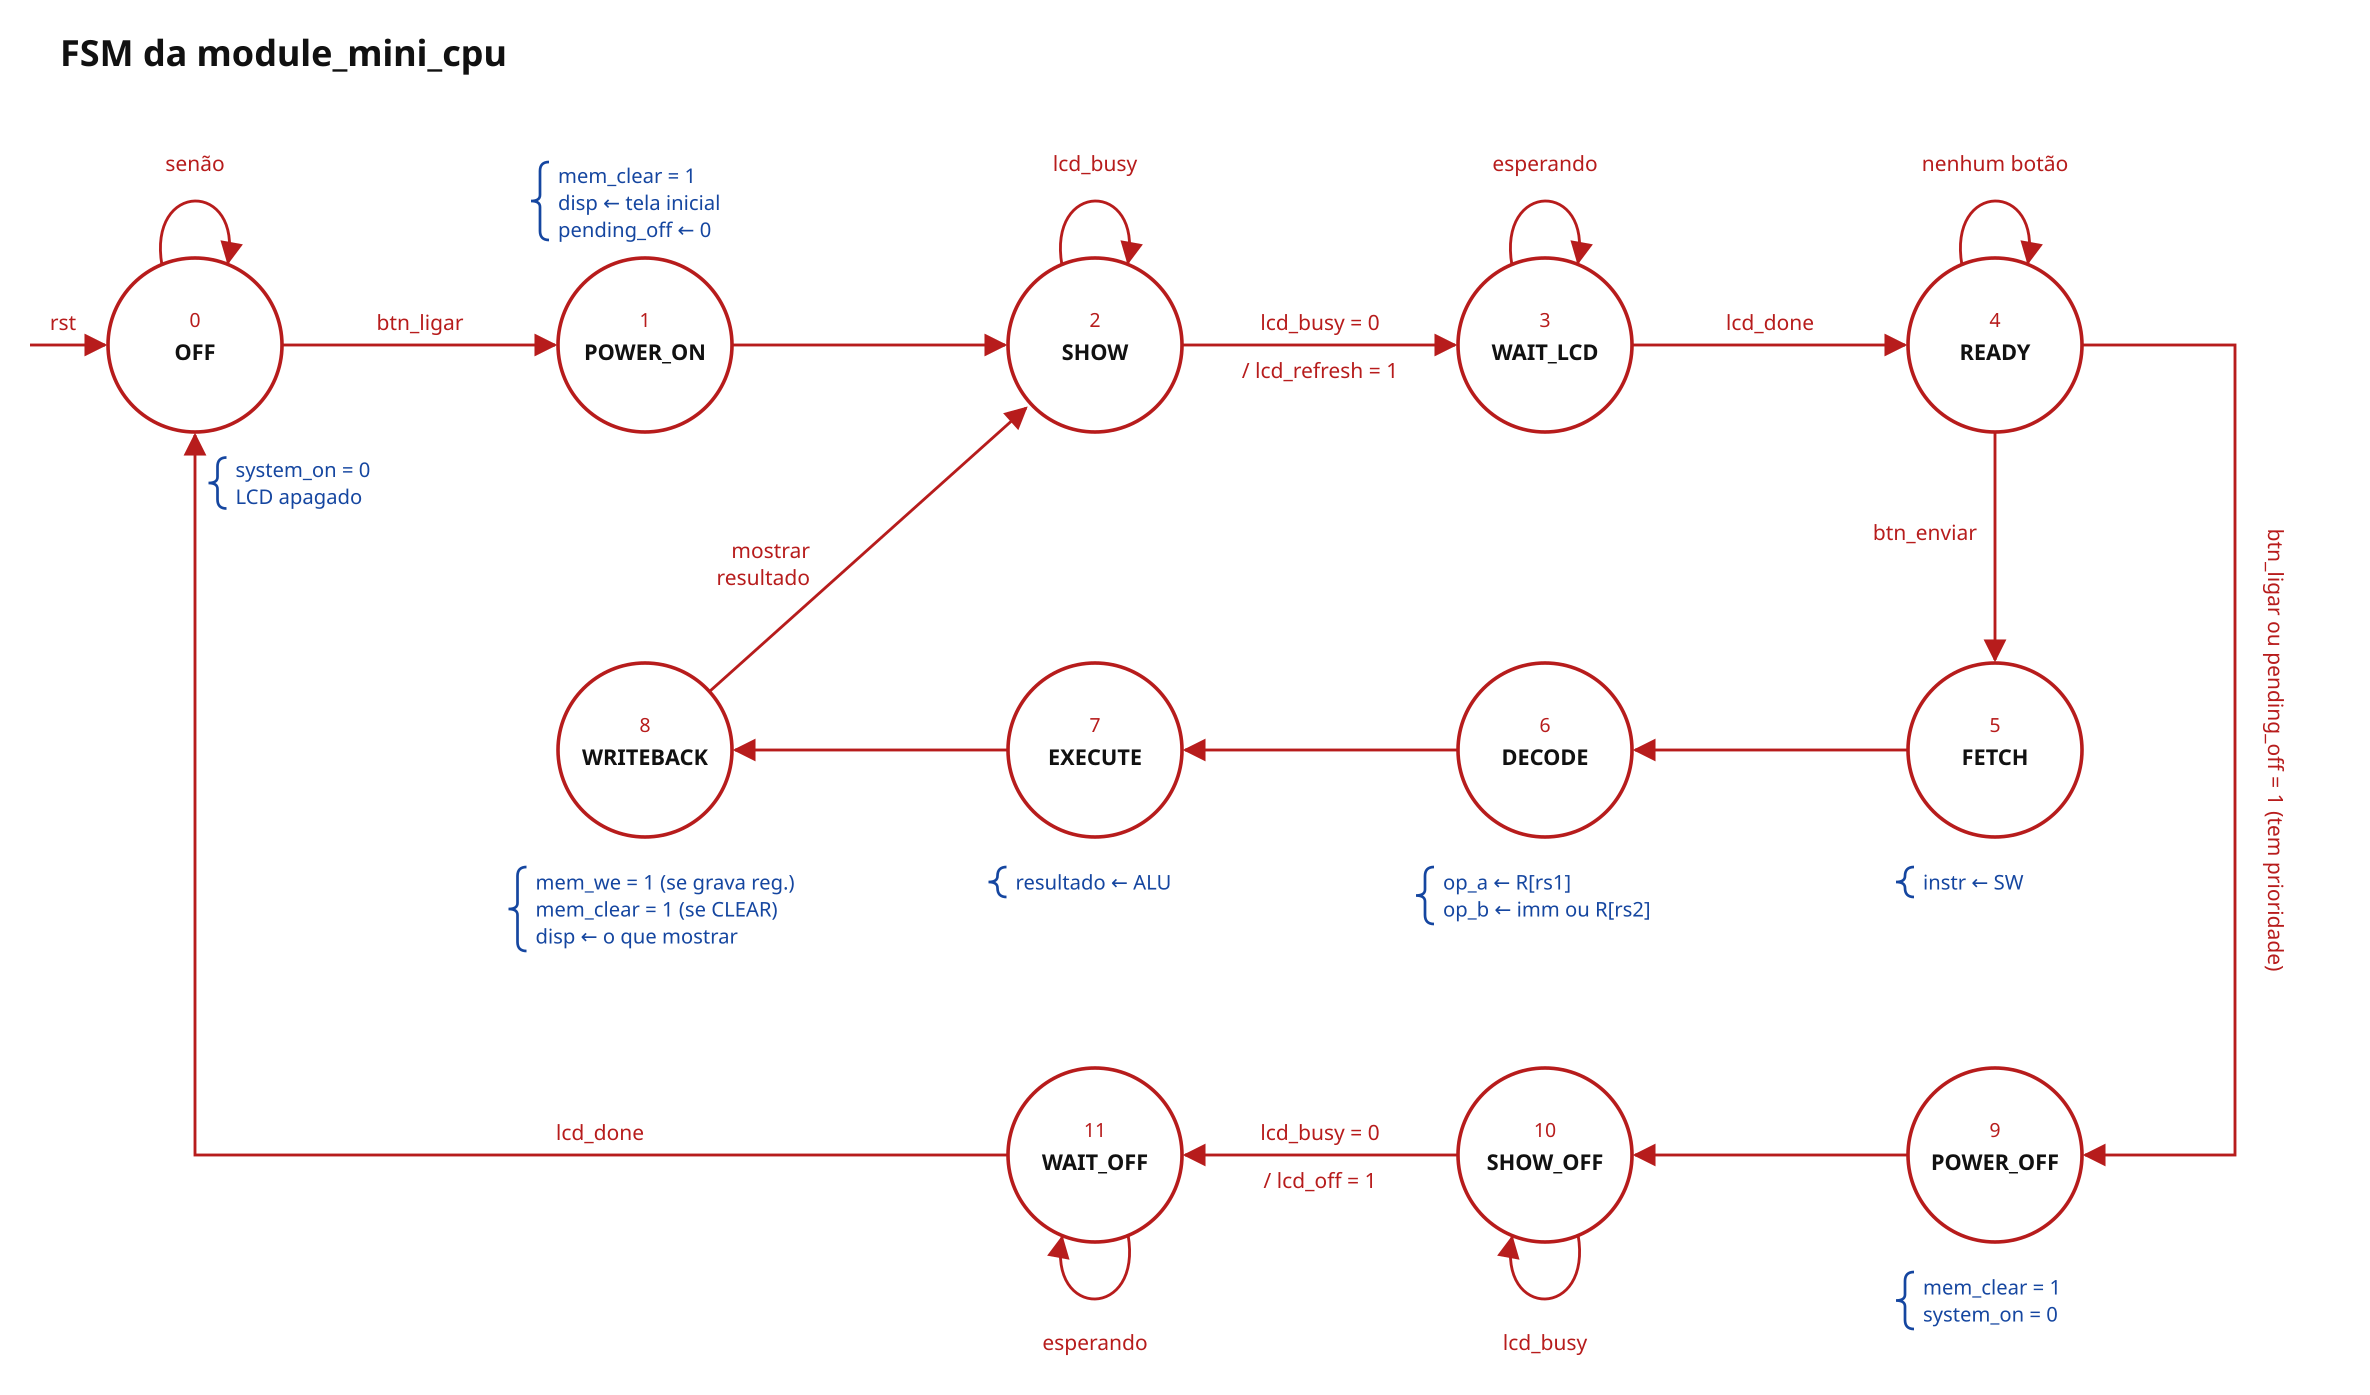 FSM da module_mini_cpu
senão
mem_clear = 1
disp ← tela inicial
pending_off ← 0
lcd_busy
esperando
nenhum botão
rst
0
OFF
btn_ligar
1
POWER_ON
2
SHOW
lcd_busy = 0
/ lcd_refresh = 1
3
WAIT_LCD
lcd_done
4
READY
system_on = 0
LCD apagado
mostrar
resultado
btn_enviar
btn_ligar ou pending_off = 1 (tem prioridade)
8
WRITEBACK
7
EXECUTE
6
DECODE
5
FETCH
mem_we = 1 (se grava reg.)
mem_clear = 1 (se CLEAR)
disp ← o que mostrar
resultado ← ALU
op_a ← R[rs1]
op_b ← imm ou R[rs2]
instr ← SW
lcd_done
11
WAIT_OFF
lcd_busy = 0
/ lcd_off = 1
10
SHOW_OFF
9
POWER_OFF
mem_clear = 1
system_on = 0
esperando
lcd_busy